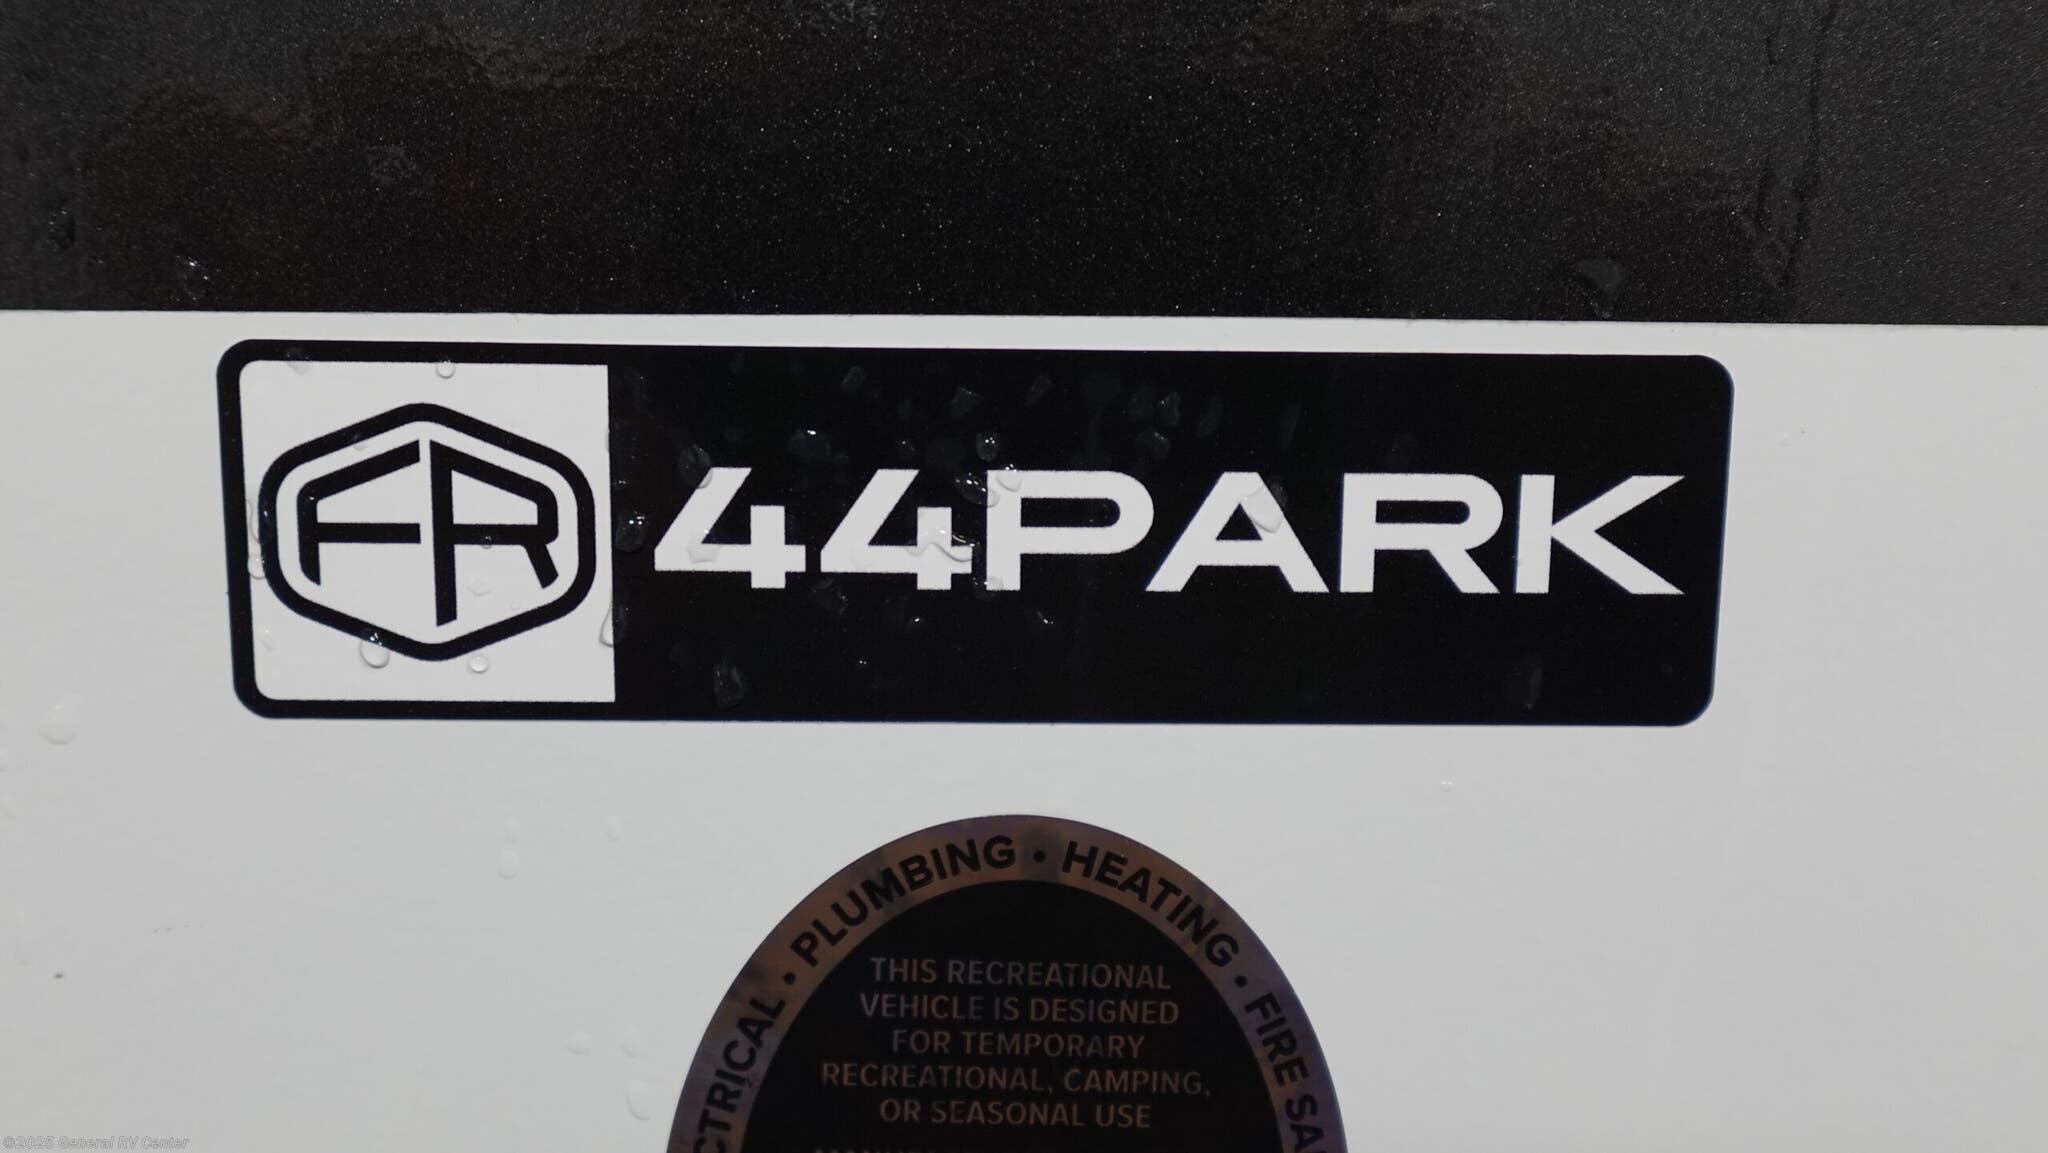 FR 44PARK
PLUMBING • HEATING •
THIS RECREATIONAL
VEHICLE IS DESIGNED
FOR TEMPORARY
RECREATIONAL, CAMPING,
OR SEASONAL USE
©2025 General RV Center